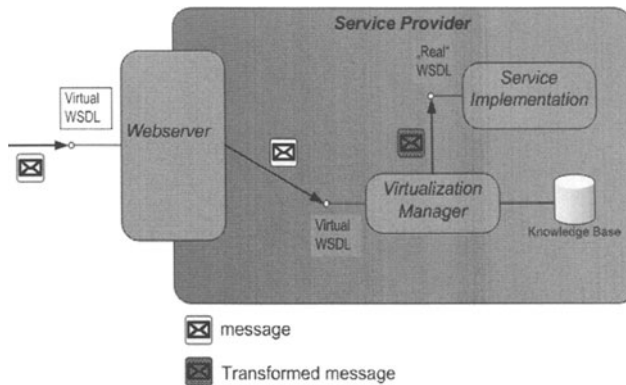 Service Provider
„Real"
WSDL
Service
Implementation
Virtual
WSDL
Webserver
Virtualization
Manager
Virtual
WSDL
Knowledge Base
message
Transformed message